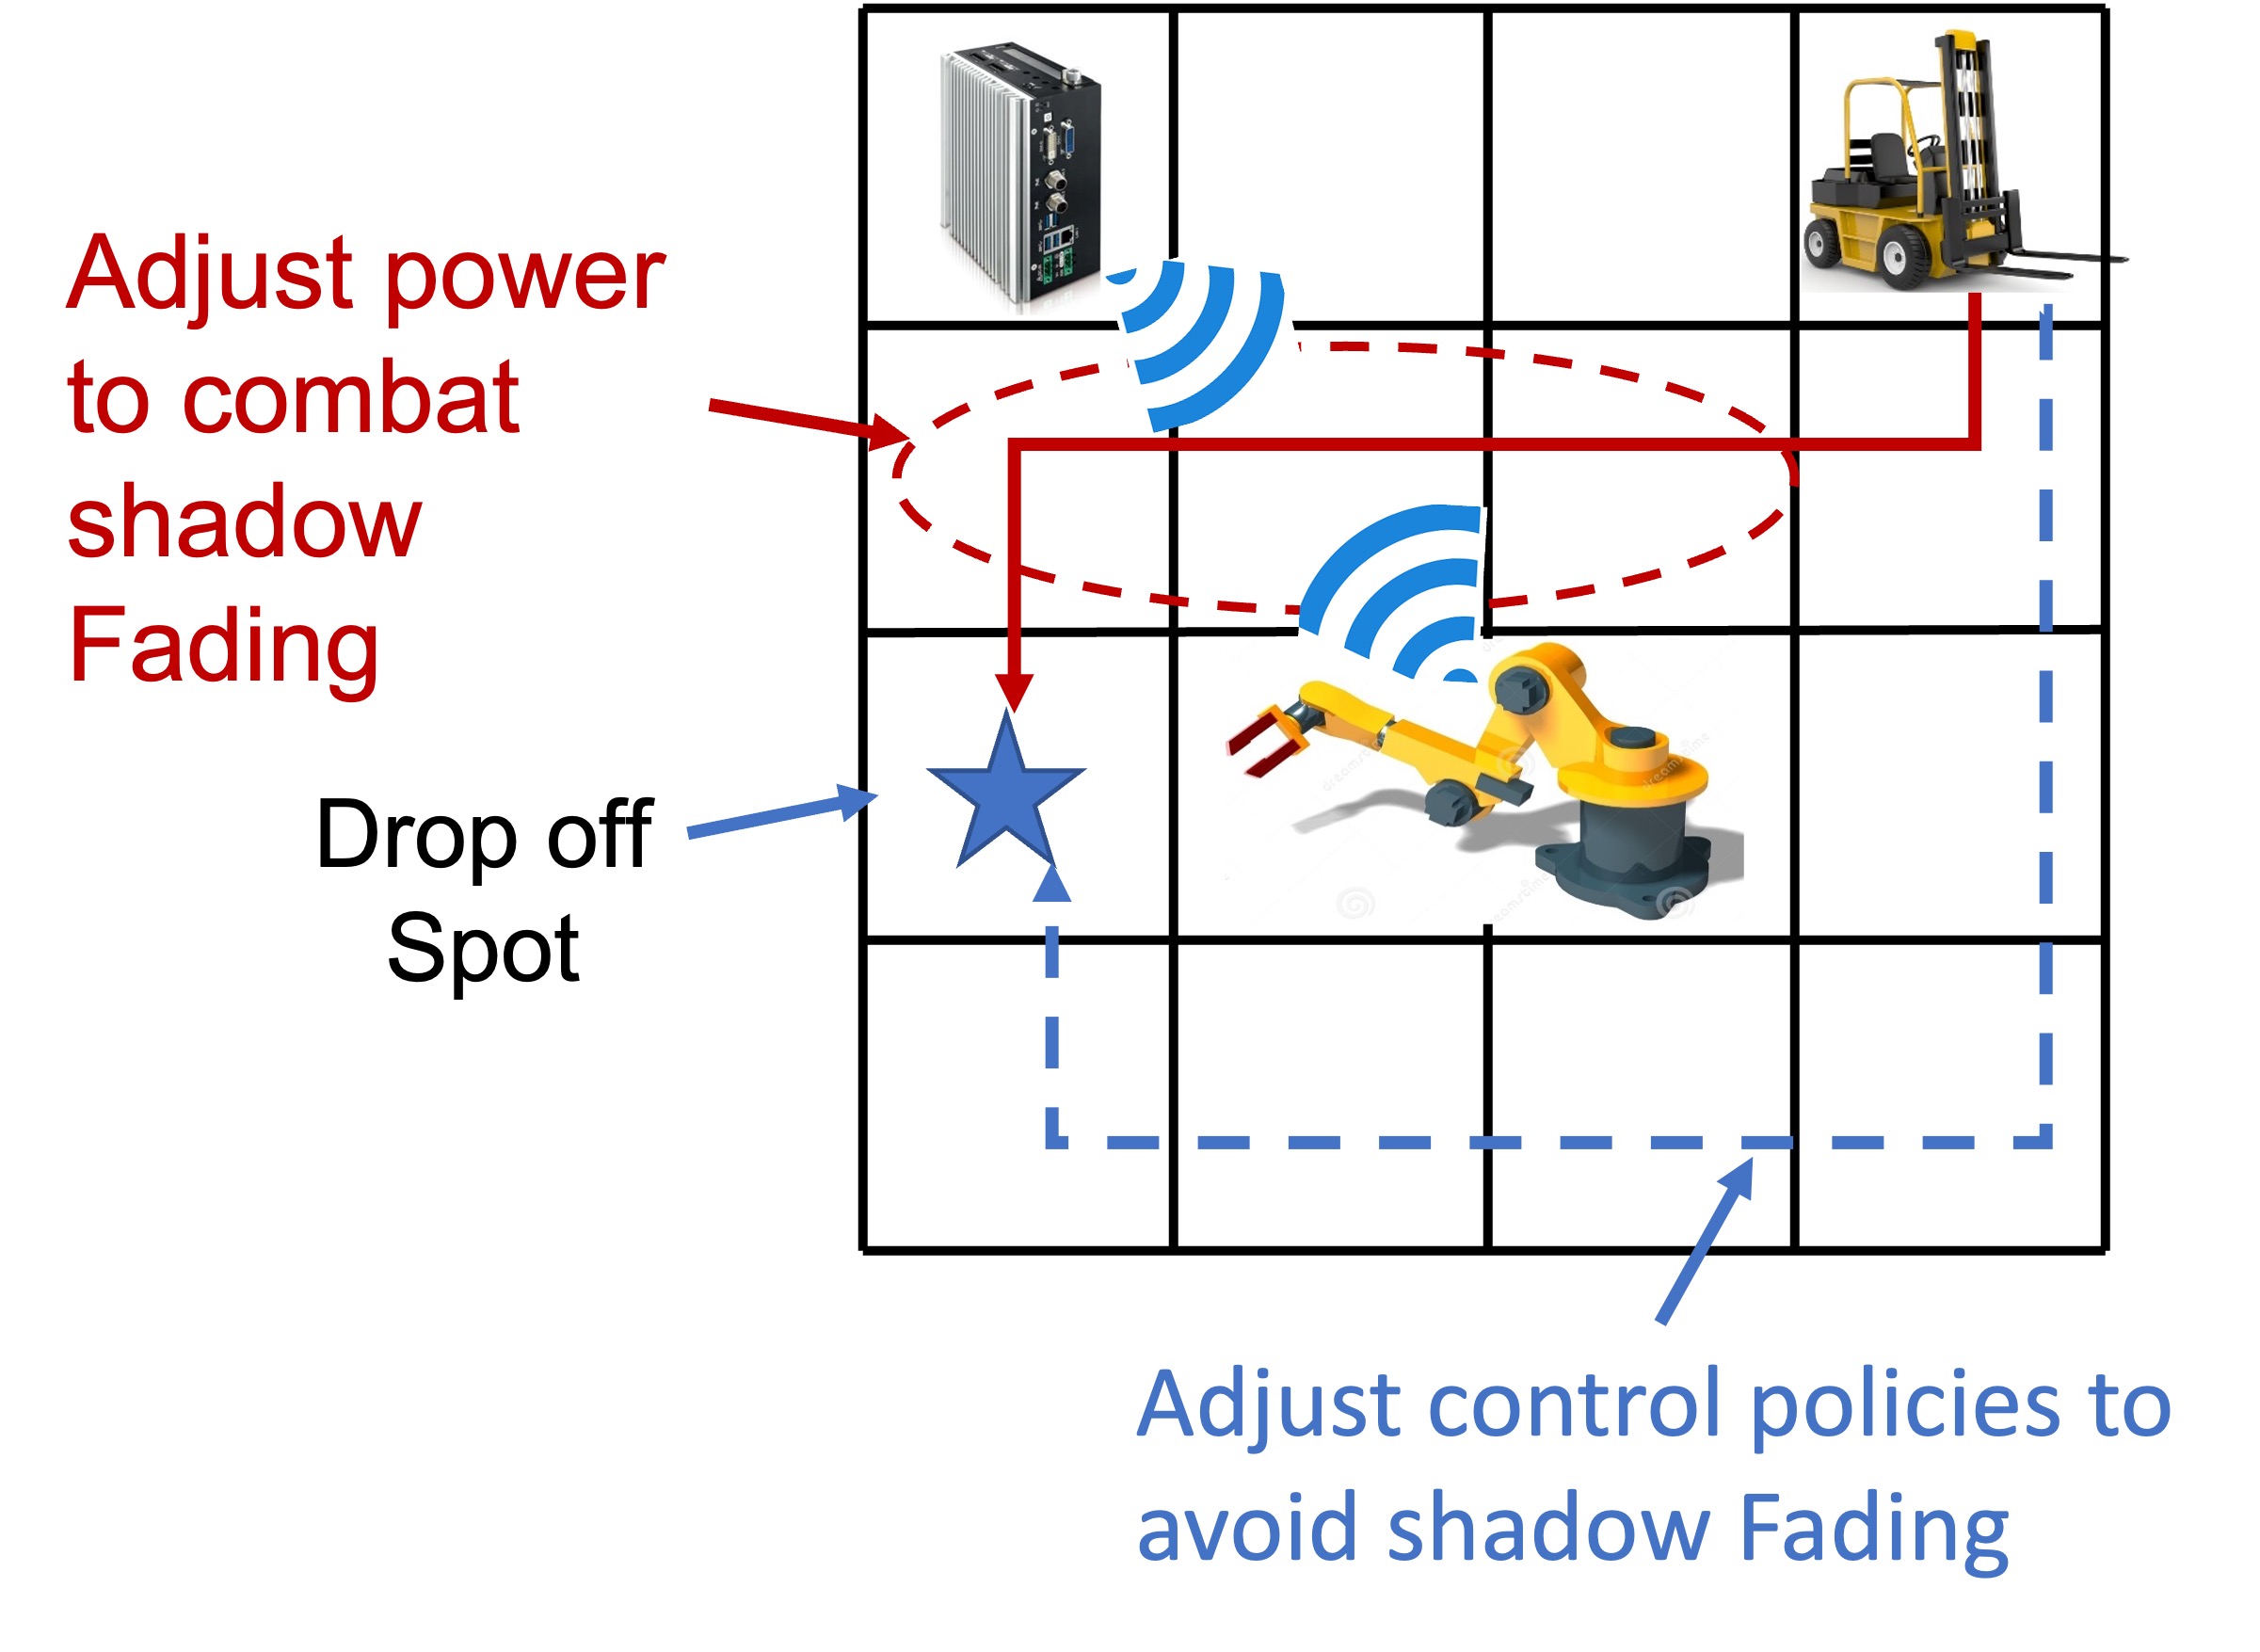 Adjust power
to combat
shadow
Fading
Drop off
Spot
Adjust control policies to
avoid shadow Fading